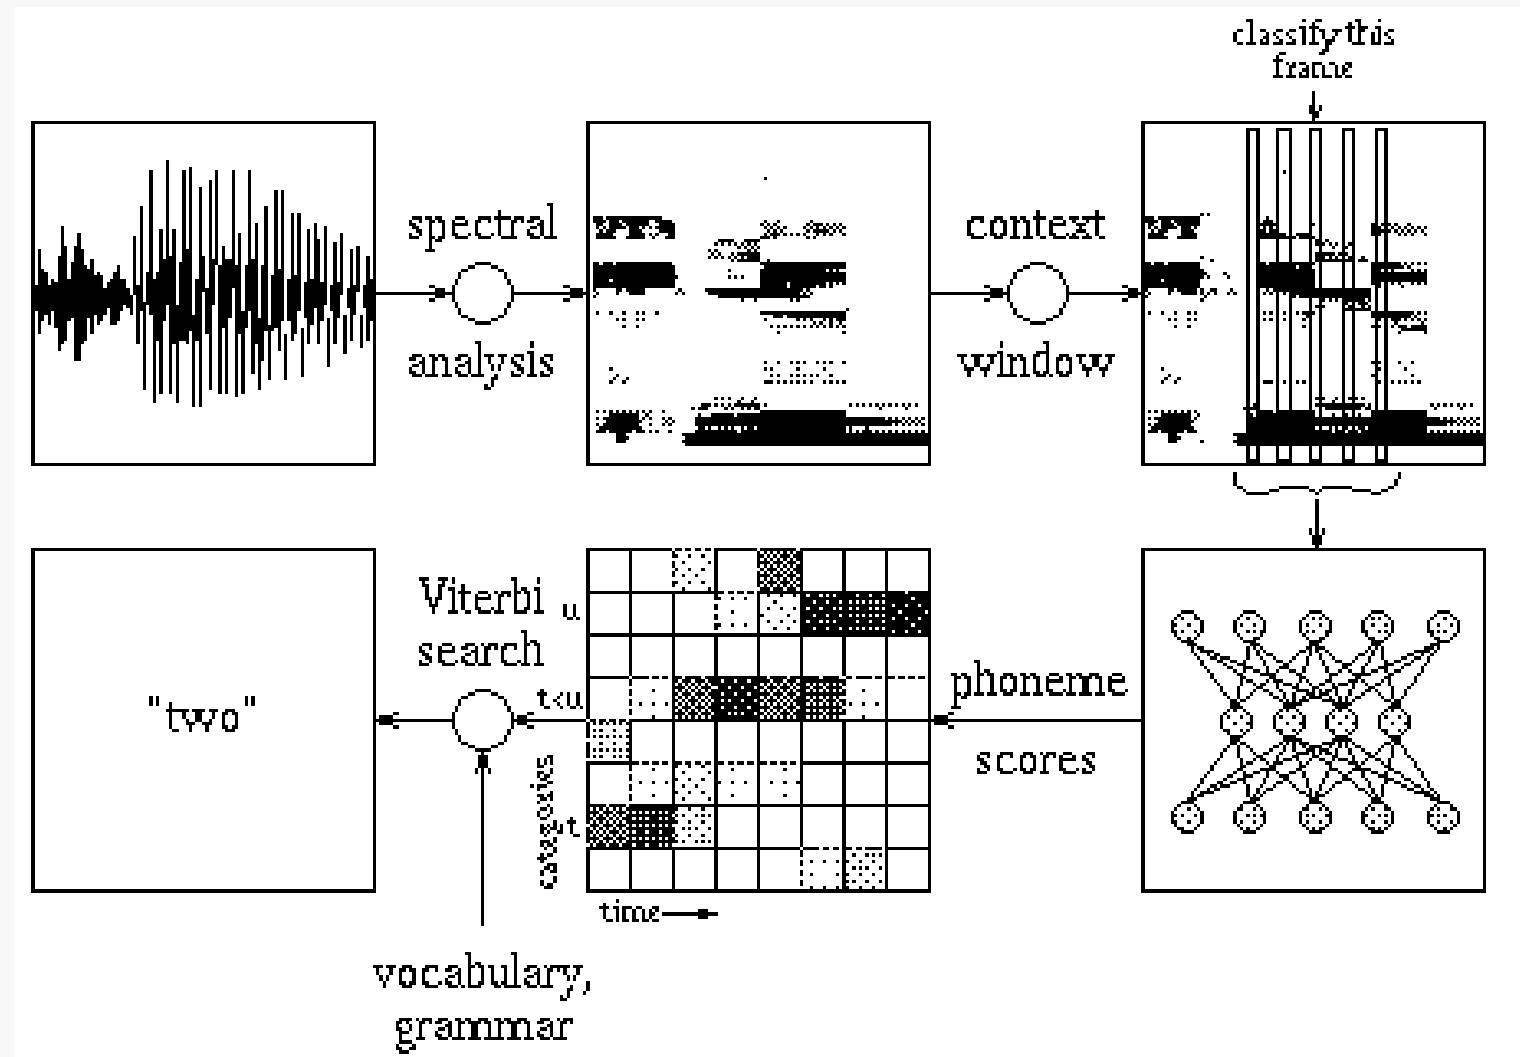 classify this
frame
spectral
analysis
context
window
Viterbi
search
u
t<u
t
categories
time
phoneme
scores
"two"
vocabulary,
grammar